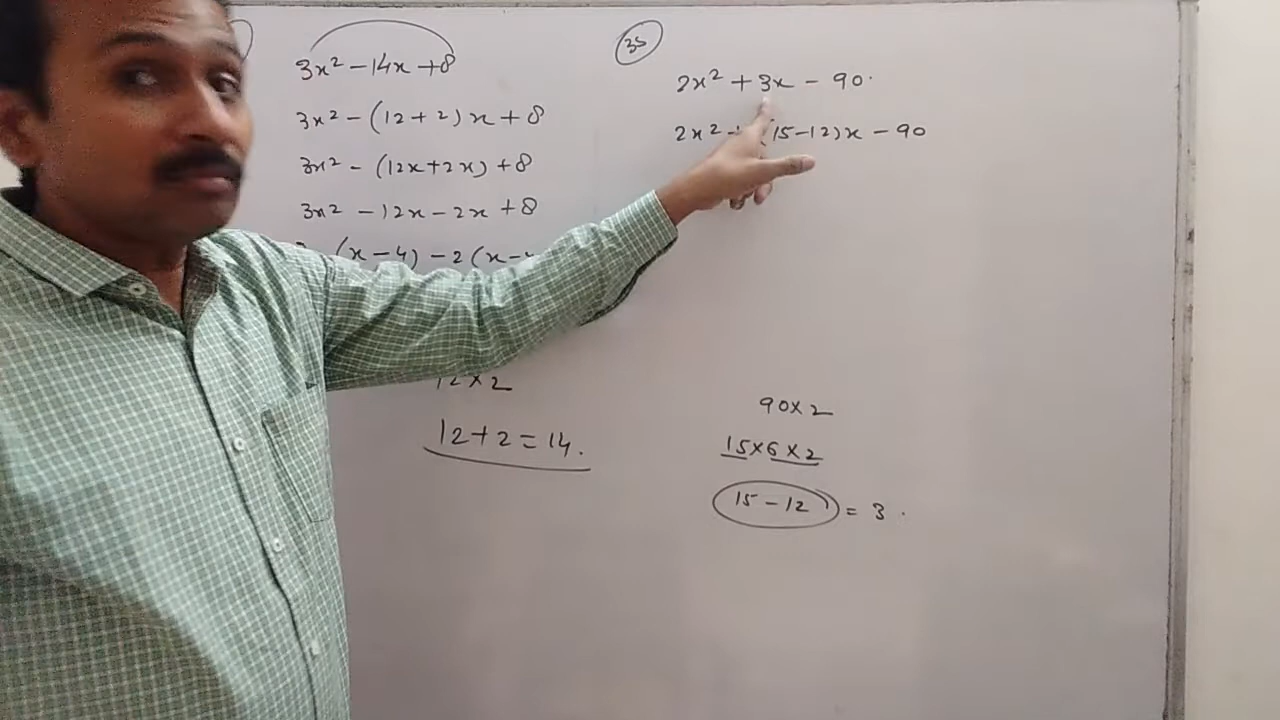 3x² - 14x + 8
3x² - (12 + 2) x + 8
3x² - (12x + 2x) + 8
3x² - 12x - 2x + 8
(x - 4) - 2 (x -
12 × 2
12 + 2 = 14.
35
2x² + 3x - 90.
2x² (15 - 12) x - 90
90 × 2
15 × 6 × 2
15 - 12 = 3.